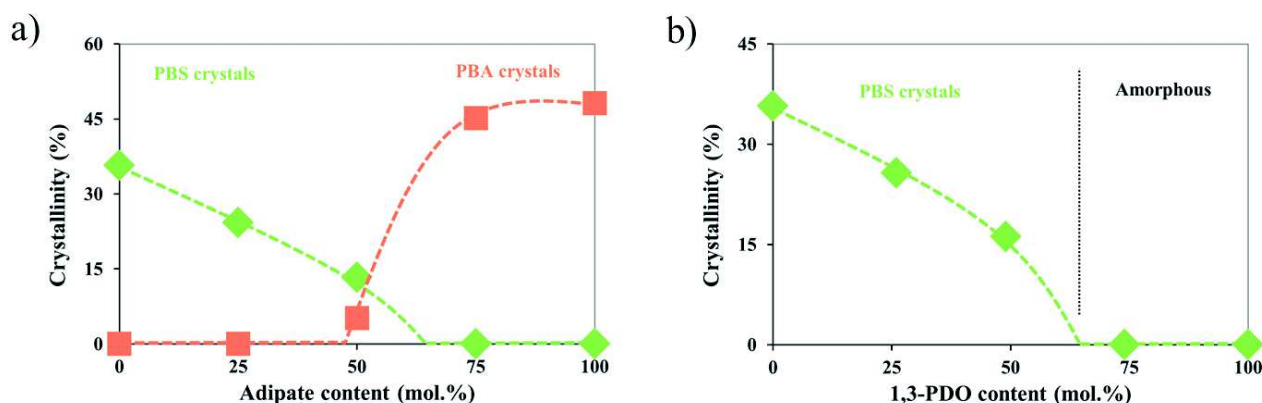 a)
60
45
30
15
0
PBS crystals
PBA crystals
Crystallinity (%)
0 25 50 75 100
Adipate content (mol.%)
b)
45
30
15
0
PBS crystals
Amorphous
Crystallinity (%)
0 25 50 75 100
1,3-PDO content (mol.%)